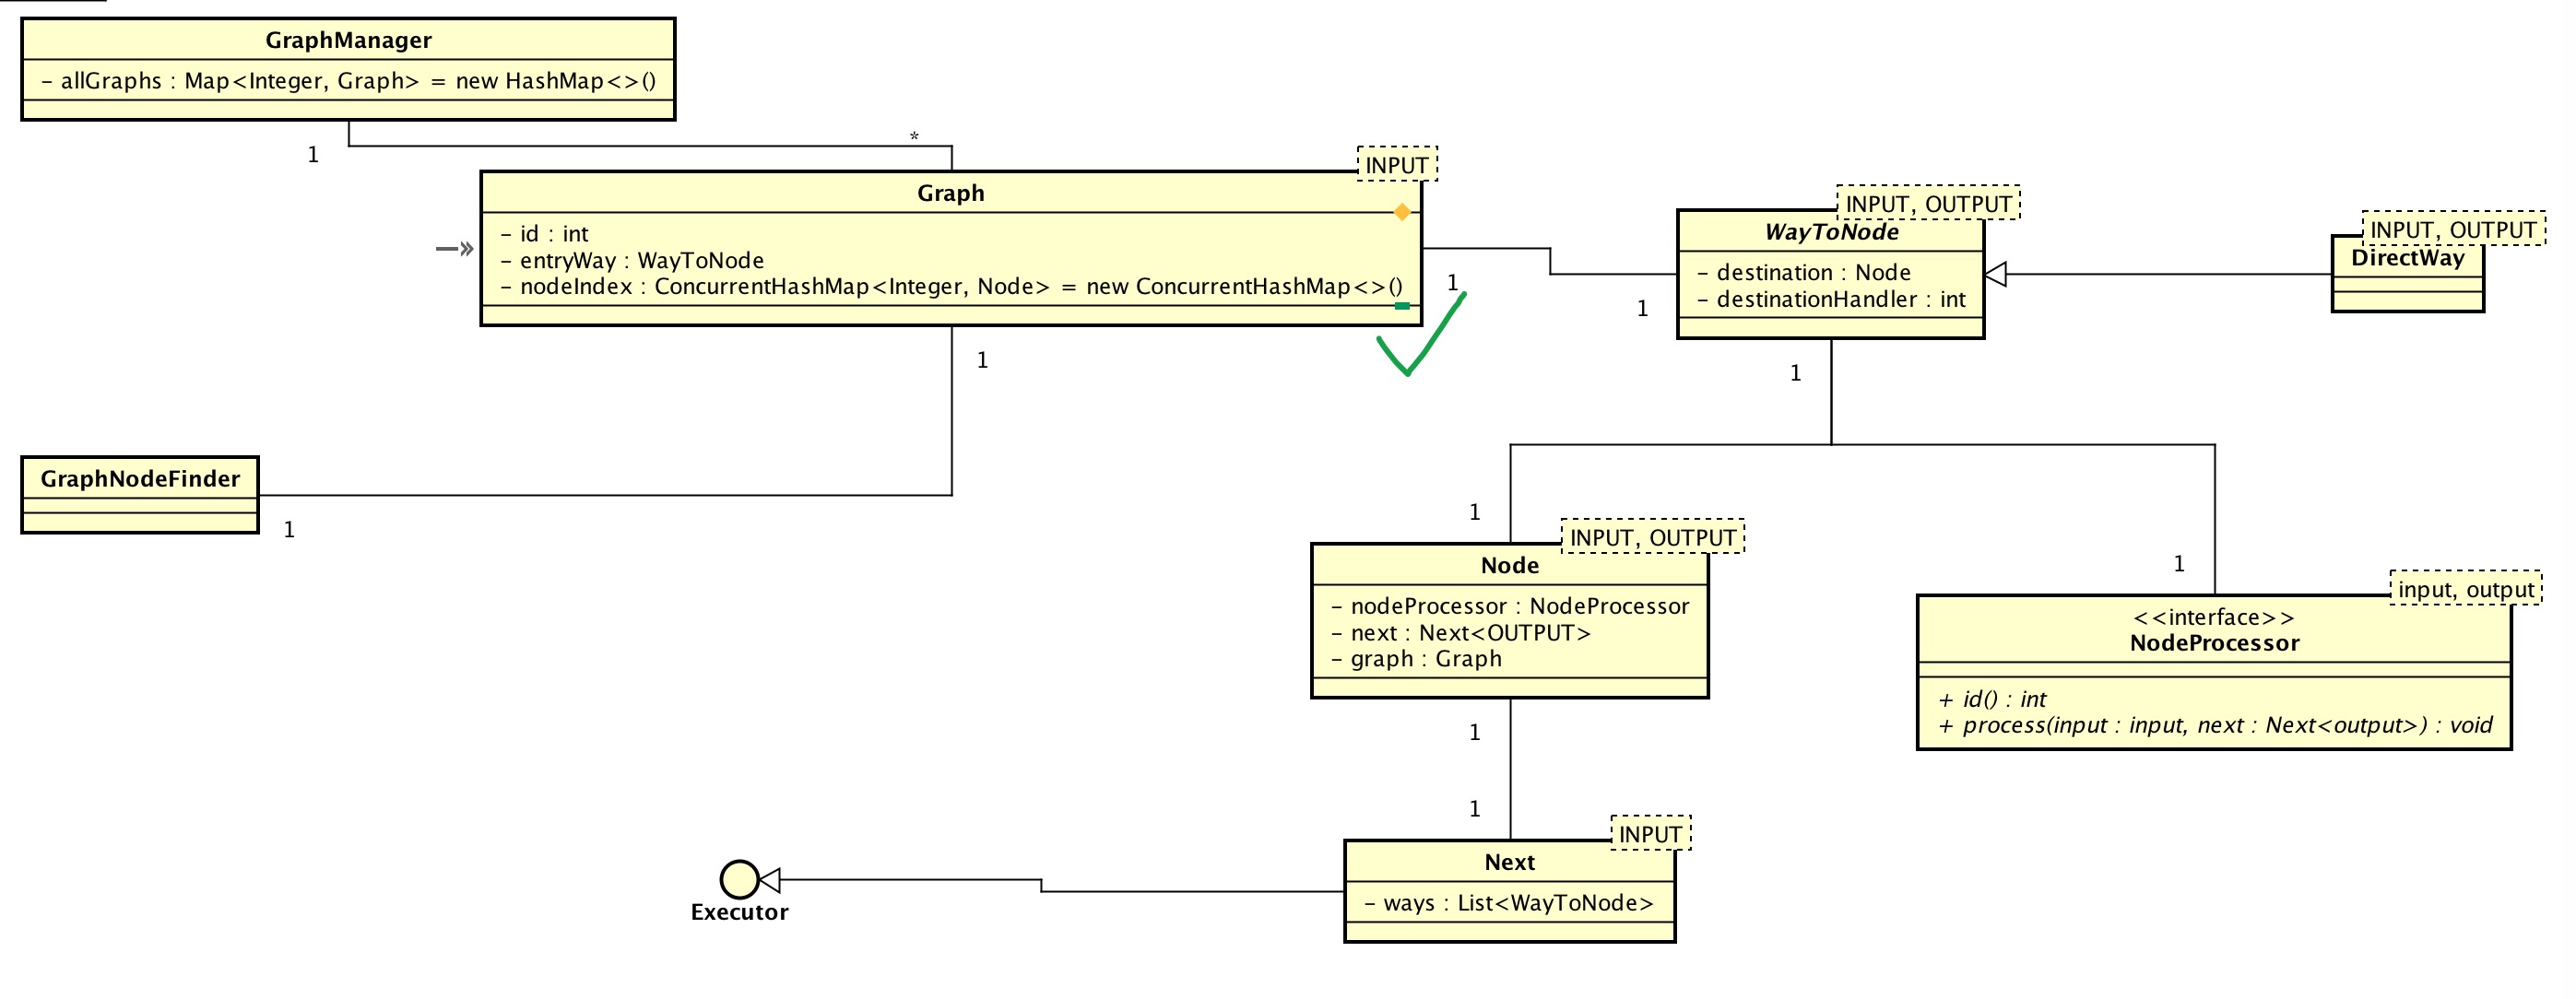 GraphManager
- allGraphs : Map<Integer, Graph> = new HashMap<>()
1
*
INPUT
Graph
- id : int
- entryWay : WayToNode
- nodeIndex : ConcurrentHashMap<Integer, Node> = new ConcurrentHashMap<>()
1
1
INPUT, OUTPUT
WayToNode
- destination : Node
- destinationHandler : int
INPUT, OUTPUT
DirectWay
1
1
GraphNodeFinder
1
1
INPUT, OUTPUT
Node
- nodeProcessor : NodeProcessor
- next : Next<OUTPUT>
- graph : Graph
1
input, output
<<interface>>
NodeProcessor
+ id() : int
+ process(input : input, next : Next<output>) : void
1
1
INPUT
Next
- ways : List<WayToNode>
Executor